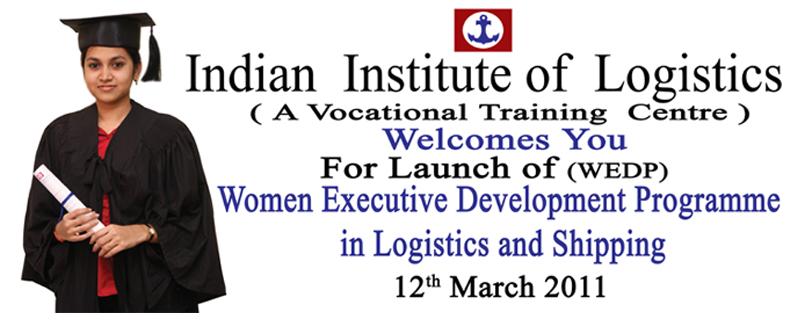 Indian Institute of Logistics
( A Vocational Training Centre )
Welcomes You
For Launch of (WEDP)
Women Executive Development Programme
in Logistics and Shipping
12th March 2011